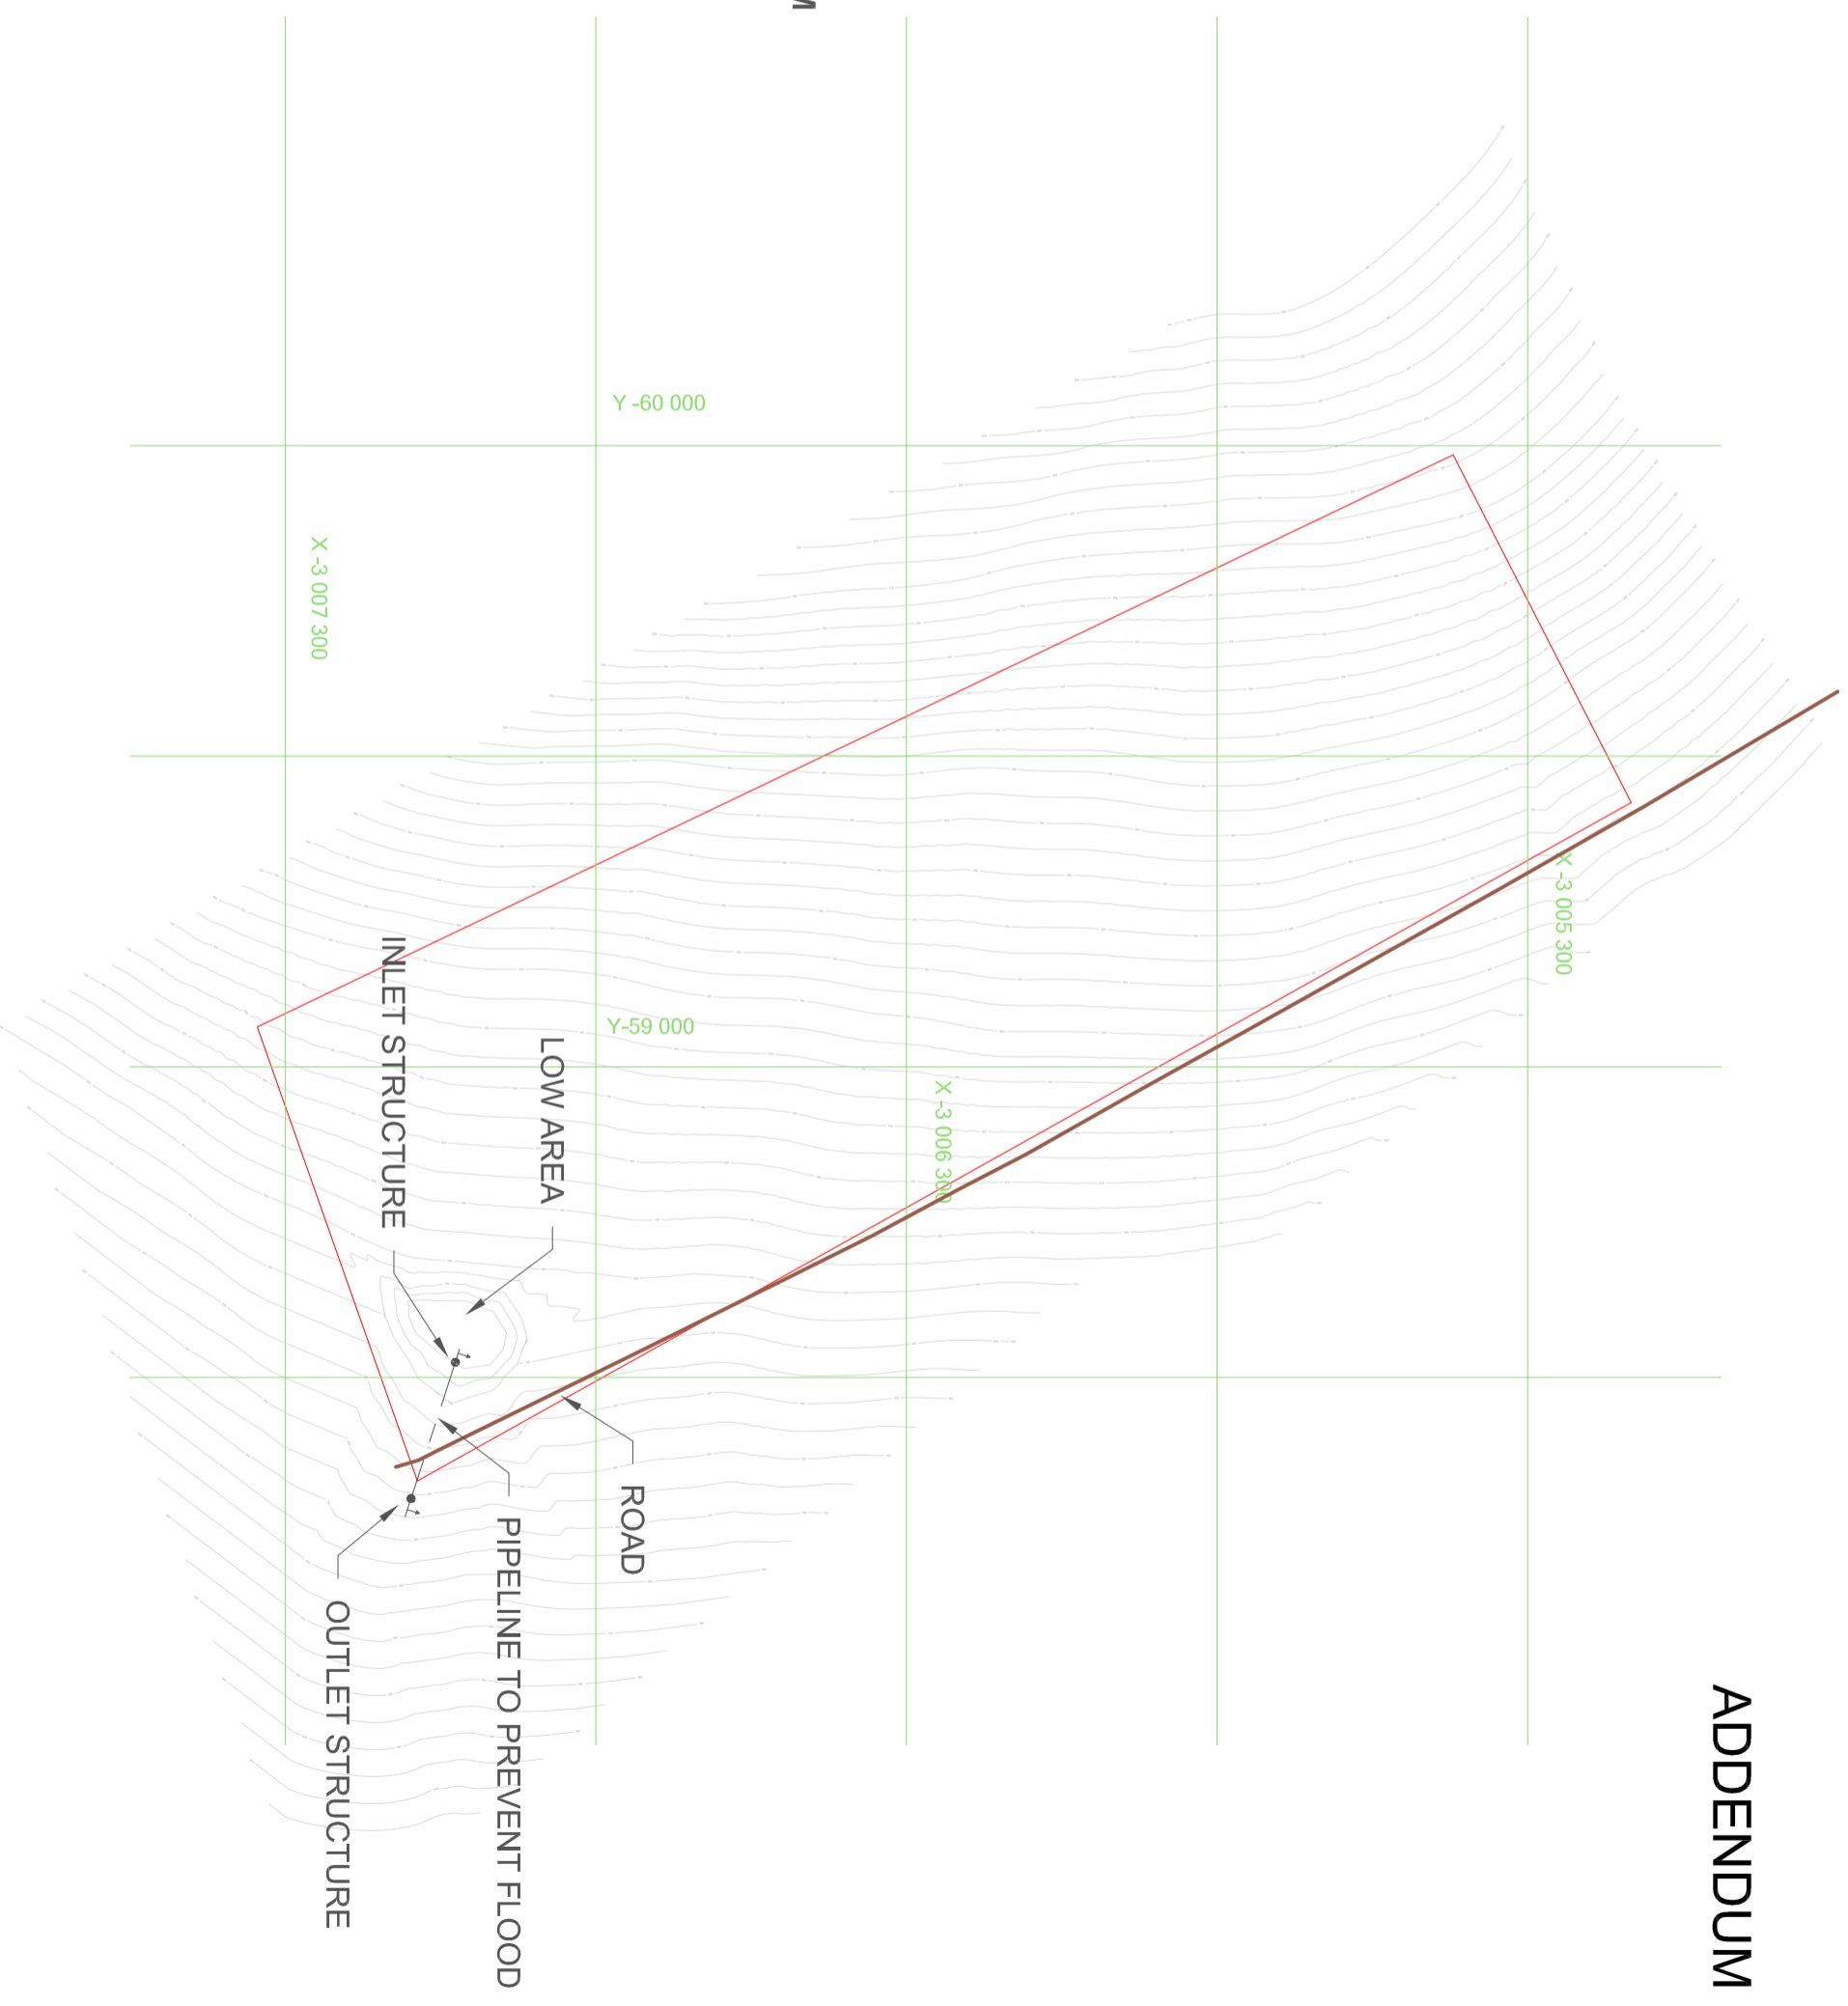 Y -60 000
X -3 007 300
X -3 005 300
INLET STRUCTURE
LOW AREA
Y-59 000
X -3 006 300
ROAD
PIPELINE TO PREVENT FLOOD
OUTLET STRUCTURE
ADDENDUM